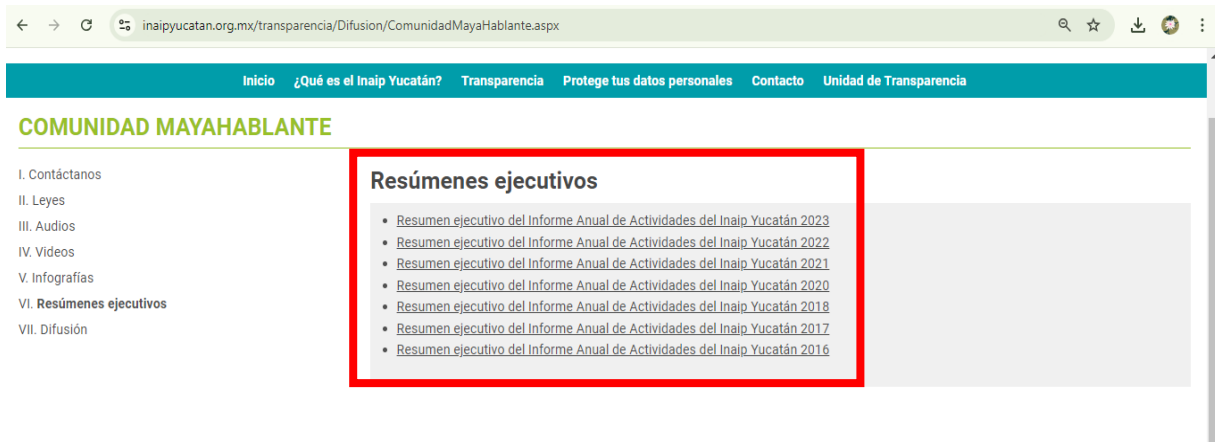 inaipyucatan.org.mx/transparencia/Difusion/ComunidadMayaHablante.aspx
Inicio ¿Qué es el Inaip Yucatán? Transparencia Protege tus datos personales Contacto Unidad de Transparencia
COMUNIDAD MAYAHABLANTE
I. Contáctanos
II. Leyes
III. Audios
IV. Videos
V. Infografías
VI. Resúmenes ejecutivos
VII. Difusión
Resúmenes ejecutivos
• Resumen ejecutivo del Informe Anual de Actividades del Inaip Yucatán 2023
• Resumen ejecutivo del Informe Anual de Actividades del Inaip Yucatán 2022
• Resumen ejecutivo del Informe Anual de Actividades del Inaip Yucatán 2021
• Resumen ejecutivo del Informe Anual de Actividades del Inaip Yucatán 2020
• Resumen ejecutivo del Informe Anual de Actividades del Inaip Yucatán 2018
• Resumen ejecutivo del Informe Anual de Actividades del Inaip Yucatán 2017
• Resumen ejecutivo del Informe Anual de Actividades del Inaip Yucatán 2016